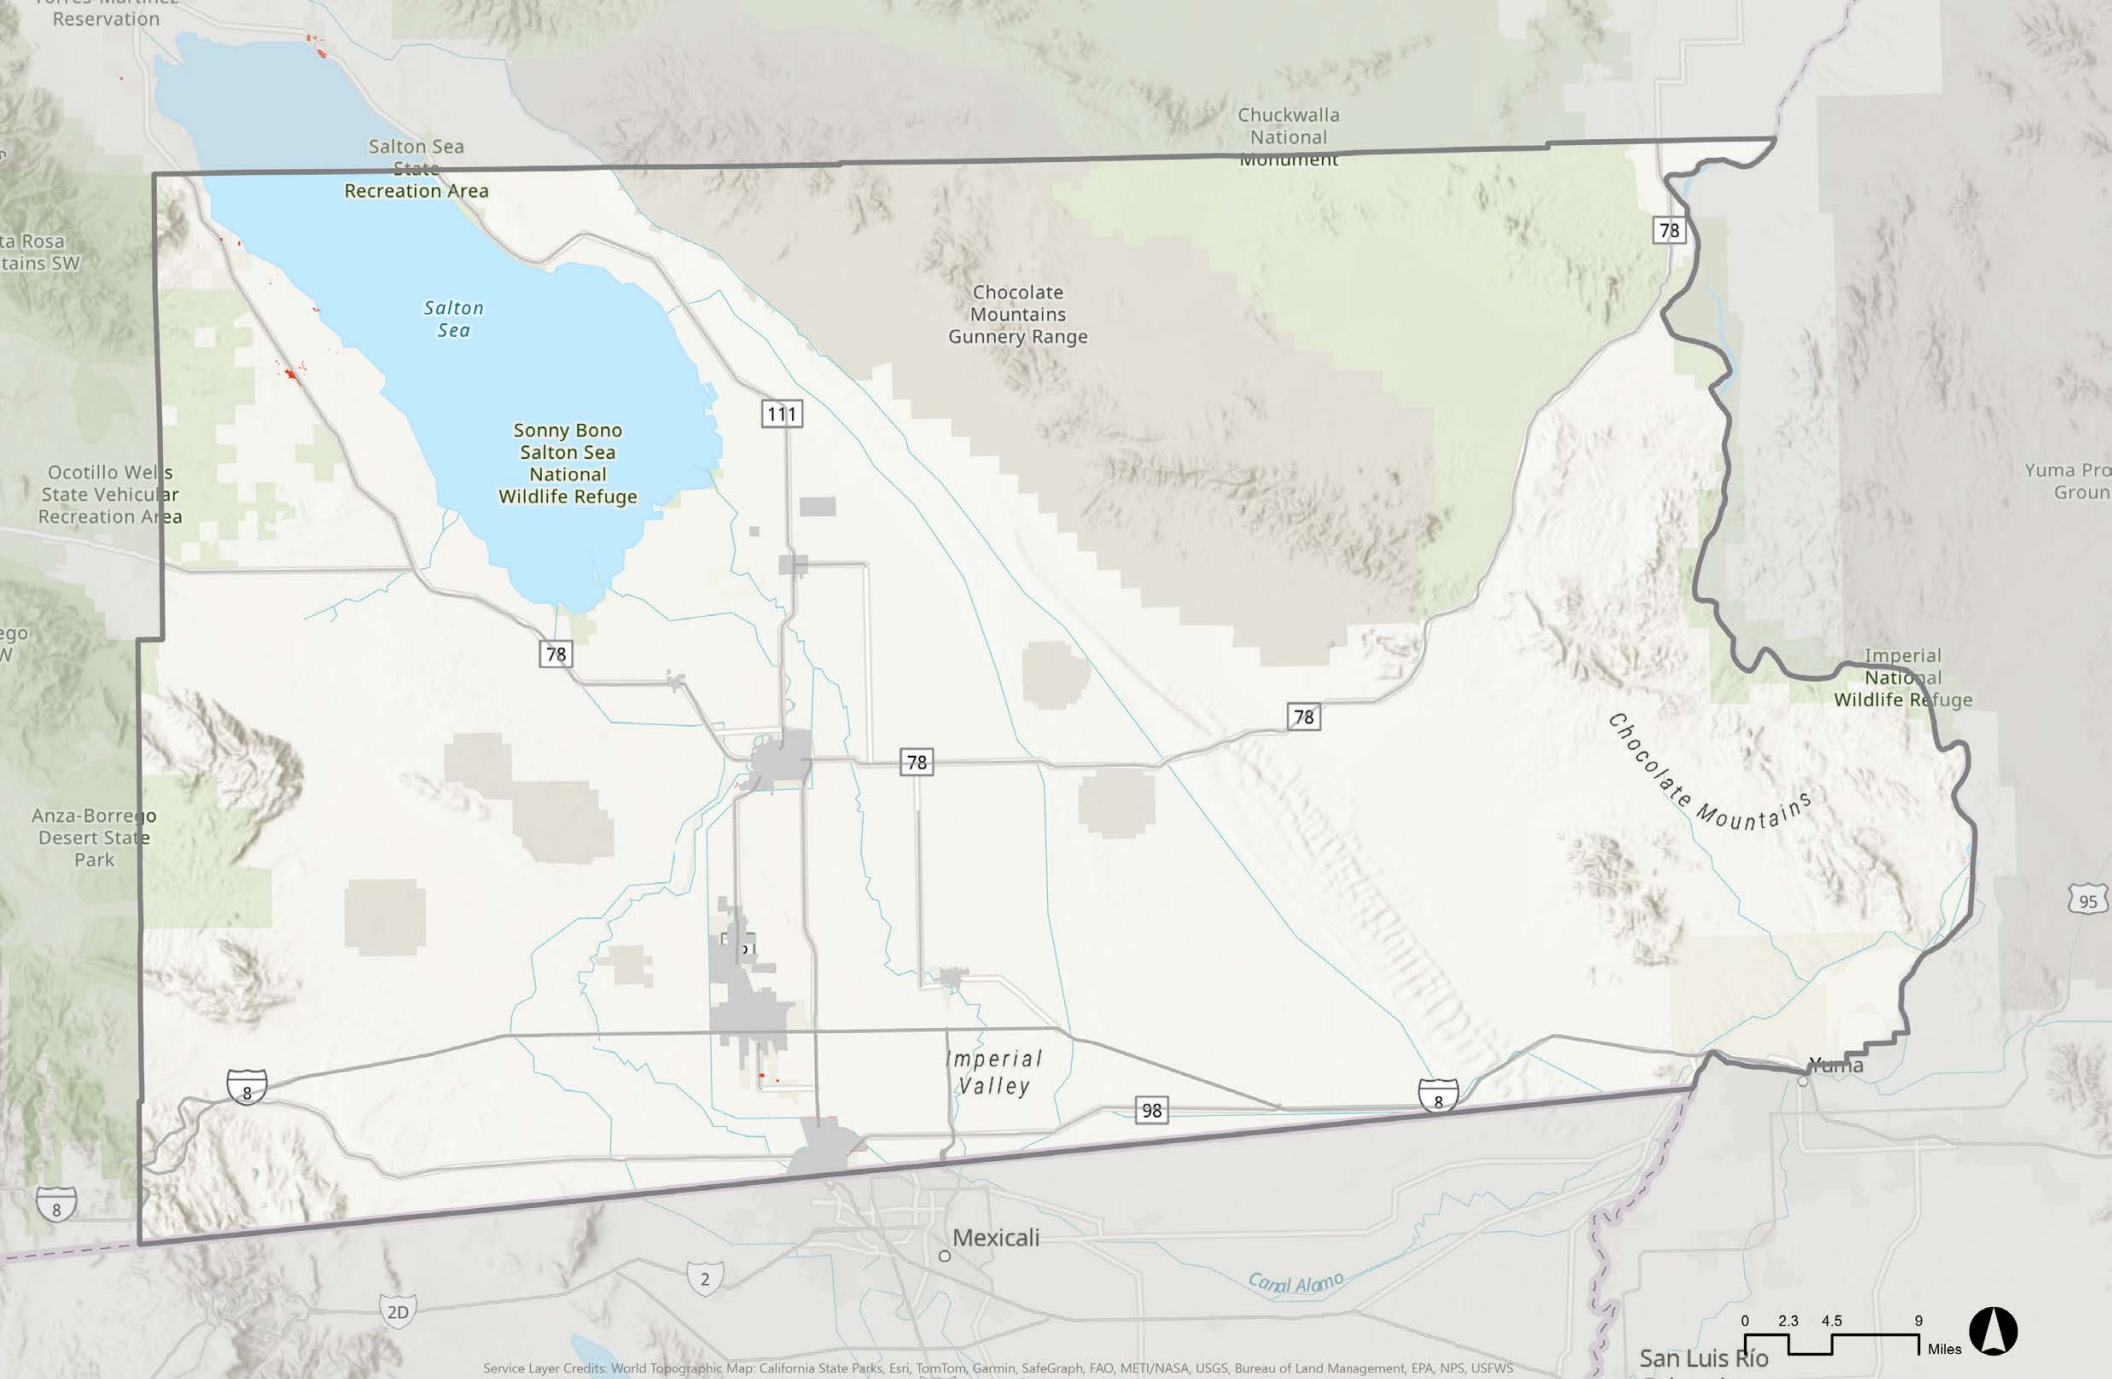 Reservation
Salton Sea
State
Recreation Area
Chuckwalla
National
Monument
ta Rosa
tains SW
78
Salton
Sea
Chocolate
Mountains
Gunnery Range
111
Sonny Bono
Salton Sea
National
Wildlife Refuge
Ocotillo Wells
State Vehicular
Recreation Area
Yuma Pro
Groun
ego
W
78
Imperial
National
Wildlife Refuge
78
78
Chocolate Mountains
Anza-Borrego
Desert State
Park
95
Imperial
Valley
Yuma
8
8
98
8
Mexicali
2
2D
Canal Alamo
0 2.3 4.5 9
Miles
San Luis Río
Service Layer Credits: World Topographic Map: California State Parks, Esri, TomTom, Garmin, SafeGraph, FAO, METI/NASA, USGS, Bureau of Land Management, EPA, NPS, USFWS